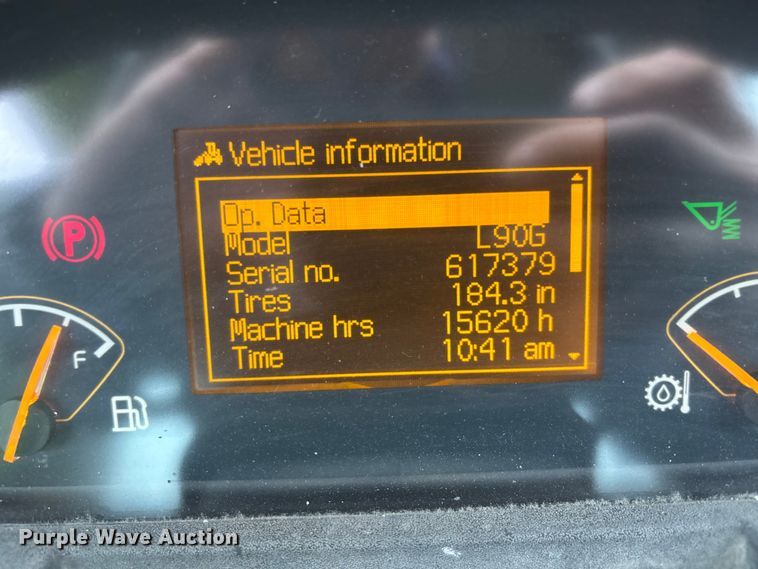 Vehicle information
Op. Data
Model L90G
Serial no. 617379
Tires 184.3 in
Machine hrs 15620 h
Time 10:41 am
P
F
Purple Wave Auction